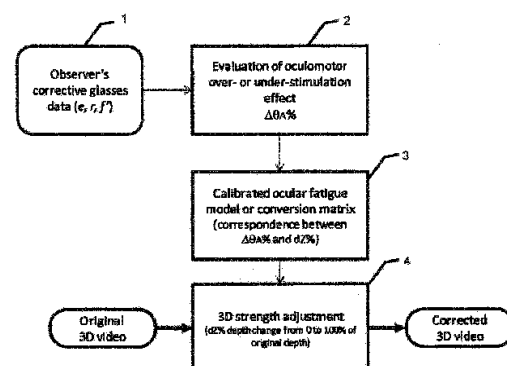 1
Observer's
corrective glasses
data (e, r, f')
2
Evaluation of oculomotor
over- or under-stimulation
effect
ΔθA%
3
Calibrated ocular fatigue
model or conversion matrix
(correspondence between
ΔθA% and dZ%)
4
Original
3D video
3D strength adjustment
(dZ% depth change from 0 to 100% of
original depth)
Corrected
3D video